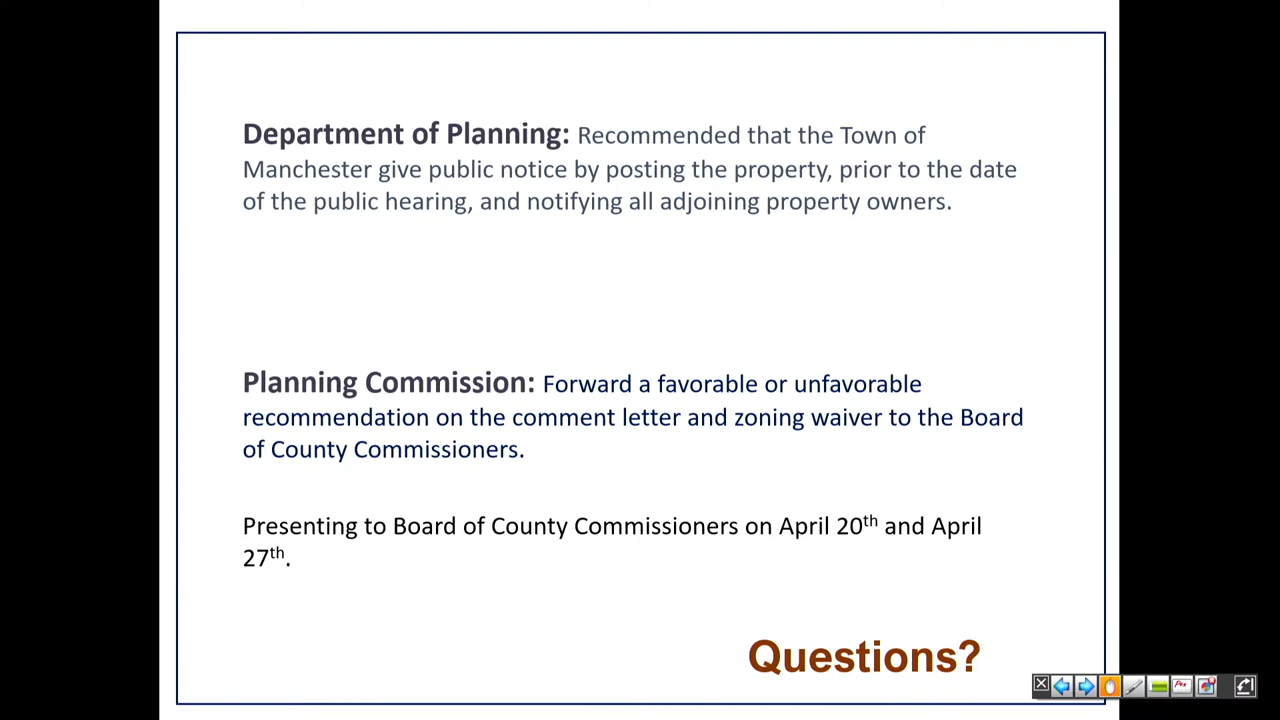 Department of Planning: Recommended that the Town of
Manchester give public notice by posting the property, prior to the date
of the public hearing, and notifying all adjoining property owners.
Planning Commission: Forward a favorable or unfavorable
recommendation on the comment letter and zoning waiver to the Board
of County Commissioners.
Presenting to Board of County Commissioners on April 20th and April
27th.
Questions?